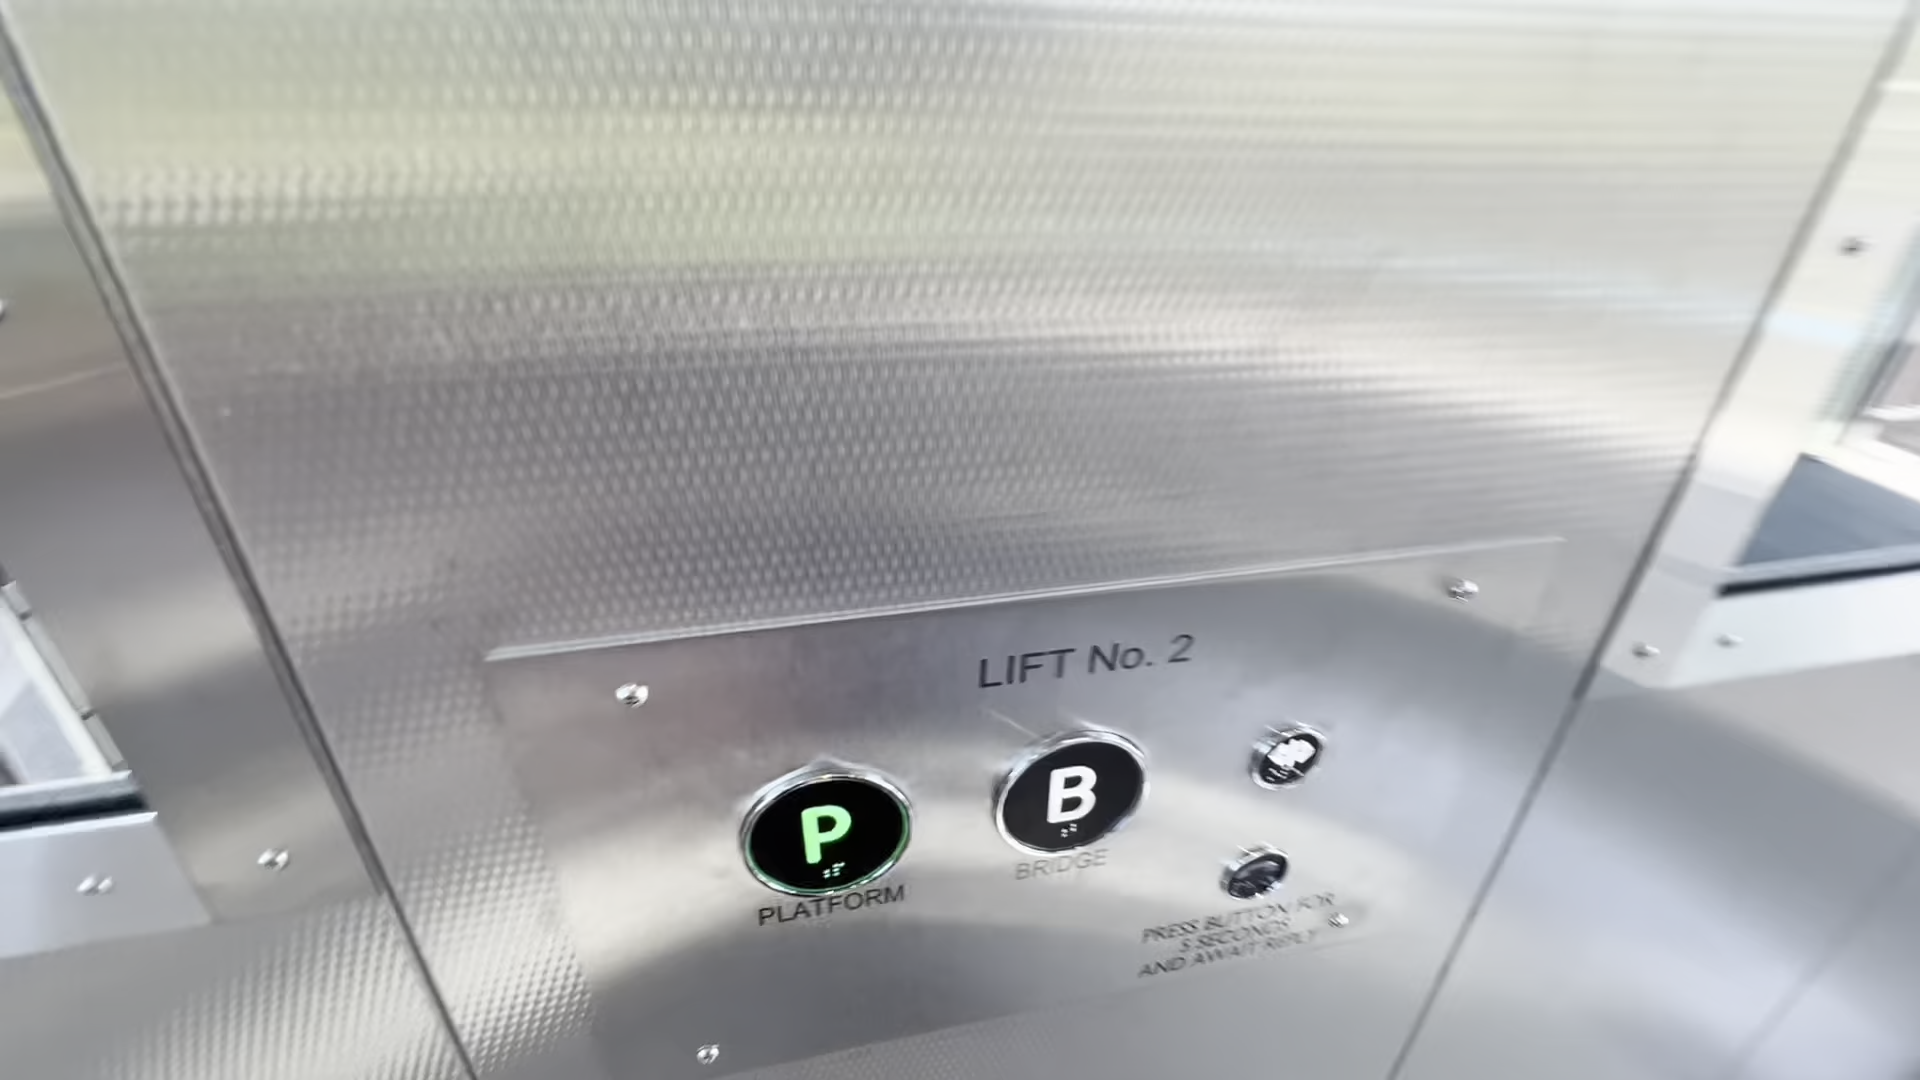 LIFT No. 2
P
B
PLATFORM
BRIDGE
PRESS BUTTON FOR
5 SECONDS
AND AWAIT REPLY